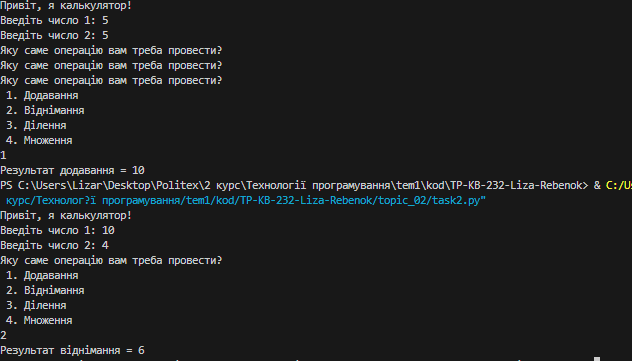 Привіт, я калькулятор!
Введіть число 1: 5
Введіть число 2: 5
Яку саме операцію вам треба провести?
Яку саме операцію вам треба провести?
Яку саме операцію вам треба провести?
1. Додавання
2. Віднімання
3. Ділення
4. Множення
1
Результат додавання = 10
PS C:\Users\Lizar\Desktop\Politex\2 курс\Технології програмування\tem1\kod\TP-KB-232-Liza-Rebenok> & C:/Us
курс/Технолог?ї програмування/tem1/kod/TP-KB-232-Liza-Rebenok/topic_02/task2.py"
Привіт, я калькулятор!
Введіть число 1: 10
Введіть число 2: 4
Яку саме операцію вам треба провести?
1. Додавання
2. Віднімання
3. Ділення
4. Множення
2
Результат віднімання = 6